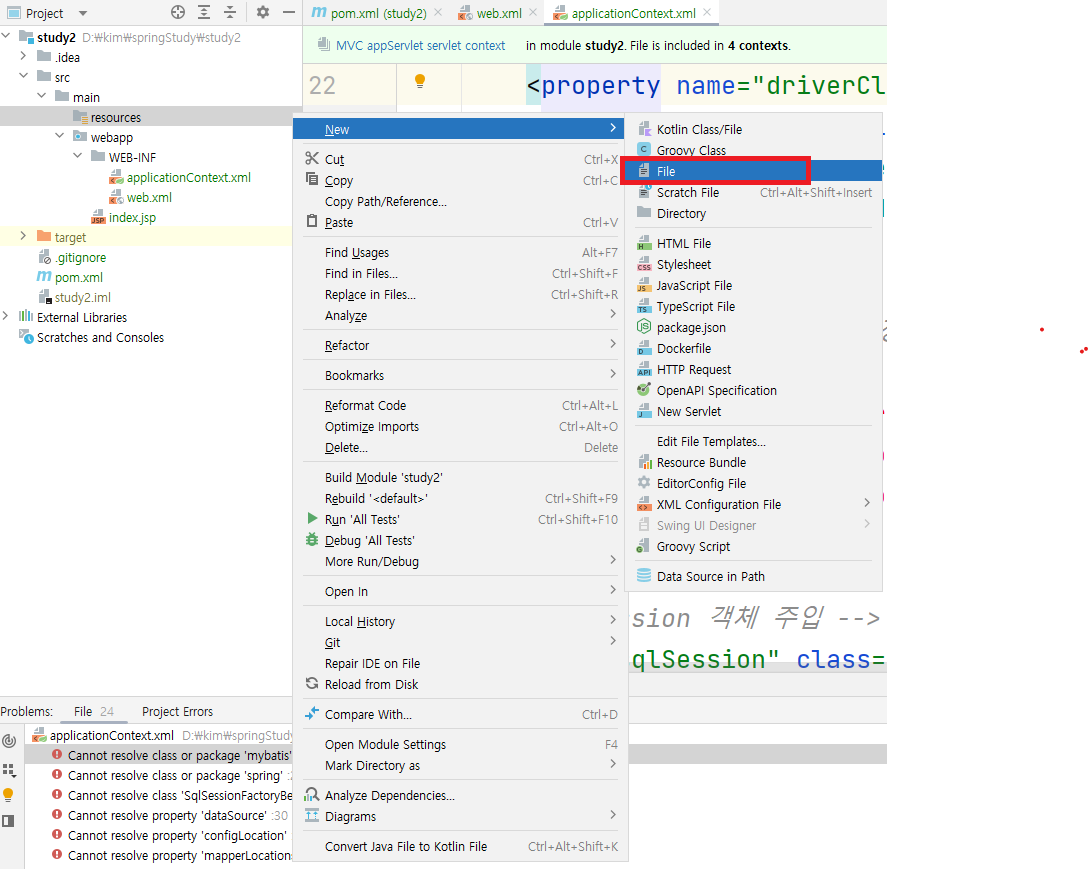 Project
pom.xml (study2)
web.xml
applicationContext.xml
study2 D:₩kim₩springStudy₩study2
.idea
src
main
resources
webapp
WEB-INF
applicationContext.xml
web.xml
index.jsp
target
.gitignore
pom.xml
study2.iml
External Libraries
Scratches and Consoles
MVC appServlet servlet context in module study2. File is included in 4 contexts.
22 <property name="driverCl
New
Cut Ctrl+X
Copy Ctrl+C
Copy Path/Reference...
Paste Ctrl+V
Find Usages Alt+F7
Find in Files... Ctrl+Shift+F
Replace in Files... Ctrl+Shift+R
Analyze
Refactor
Bookmarks
Reformat Code Ctrl+Alt+L
Optimize Imports Ctrl+Alt+O
Delete... Delete
Build Module 'study2'
Rebuild '<default>' Ctrl+Shift+F9
Run 'All Tests' Ctrl+Shift+F10
Debug 'All Tests'
More Run/Debug
Open In
Local History
Git
Repair IDE on File
Reload from Disk
Compare With... Ctrl+D
Open Module Settings F4
Mark Directory as
Analyze Dependencies...
Diagrams
Convert Java File to Kotlin File Ctrl+Alt+Shift+K
Kotlin Class/File
Groovy Class
File
Scratch File Ctrl+Alt+Shift+Insert
Directory
HTML File
Stylesheet
JavaScript File
TypeScript File
package.json
Dockerfile
HTTP Request
OpenAPI Specification
New Servlet
Edit File Templates...
Resource Bundle
EditorConfig File
XML Configuration File
Swing UI Designer
Groovy Script
Data Source in Path
sion 객체 주입 -->
qlSession" class=
Problems: File 24 Project Errors
applicationContext.xml D:₩kim₩springStudy
Cannot resolve class or package 'mybatis'
Cannot resolve class or package 'spring'
Cannot resolve class 'SqlSessionFactoryBe
Cannot resolve property 'dataSource' :30
Cannot resolve property 'configLocation'
Cannot resolve property 'mapperLocations